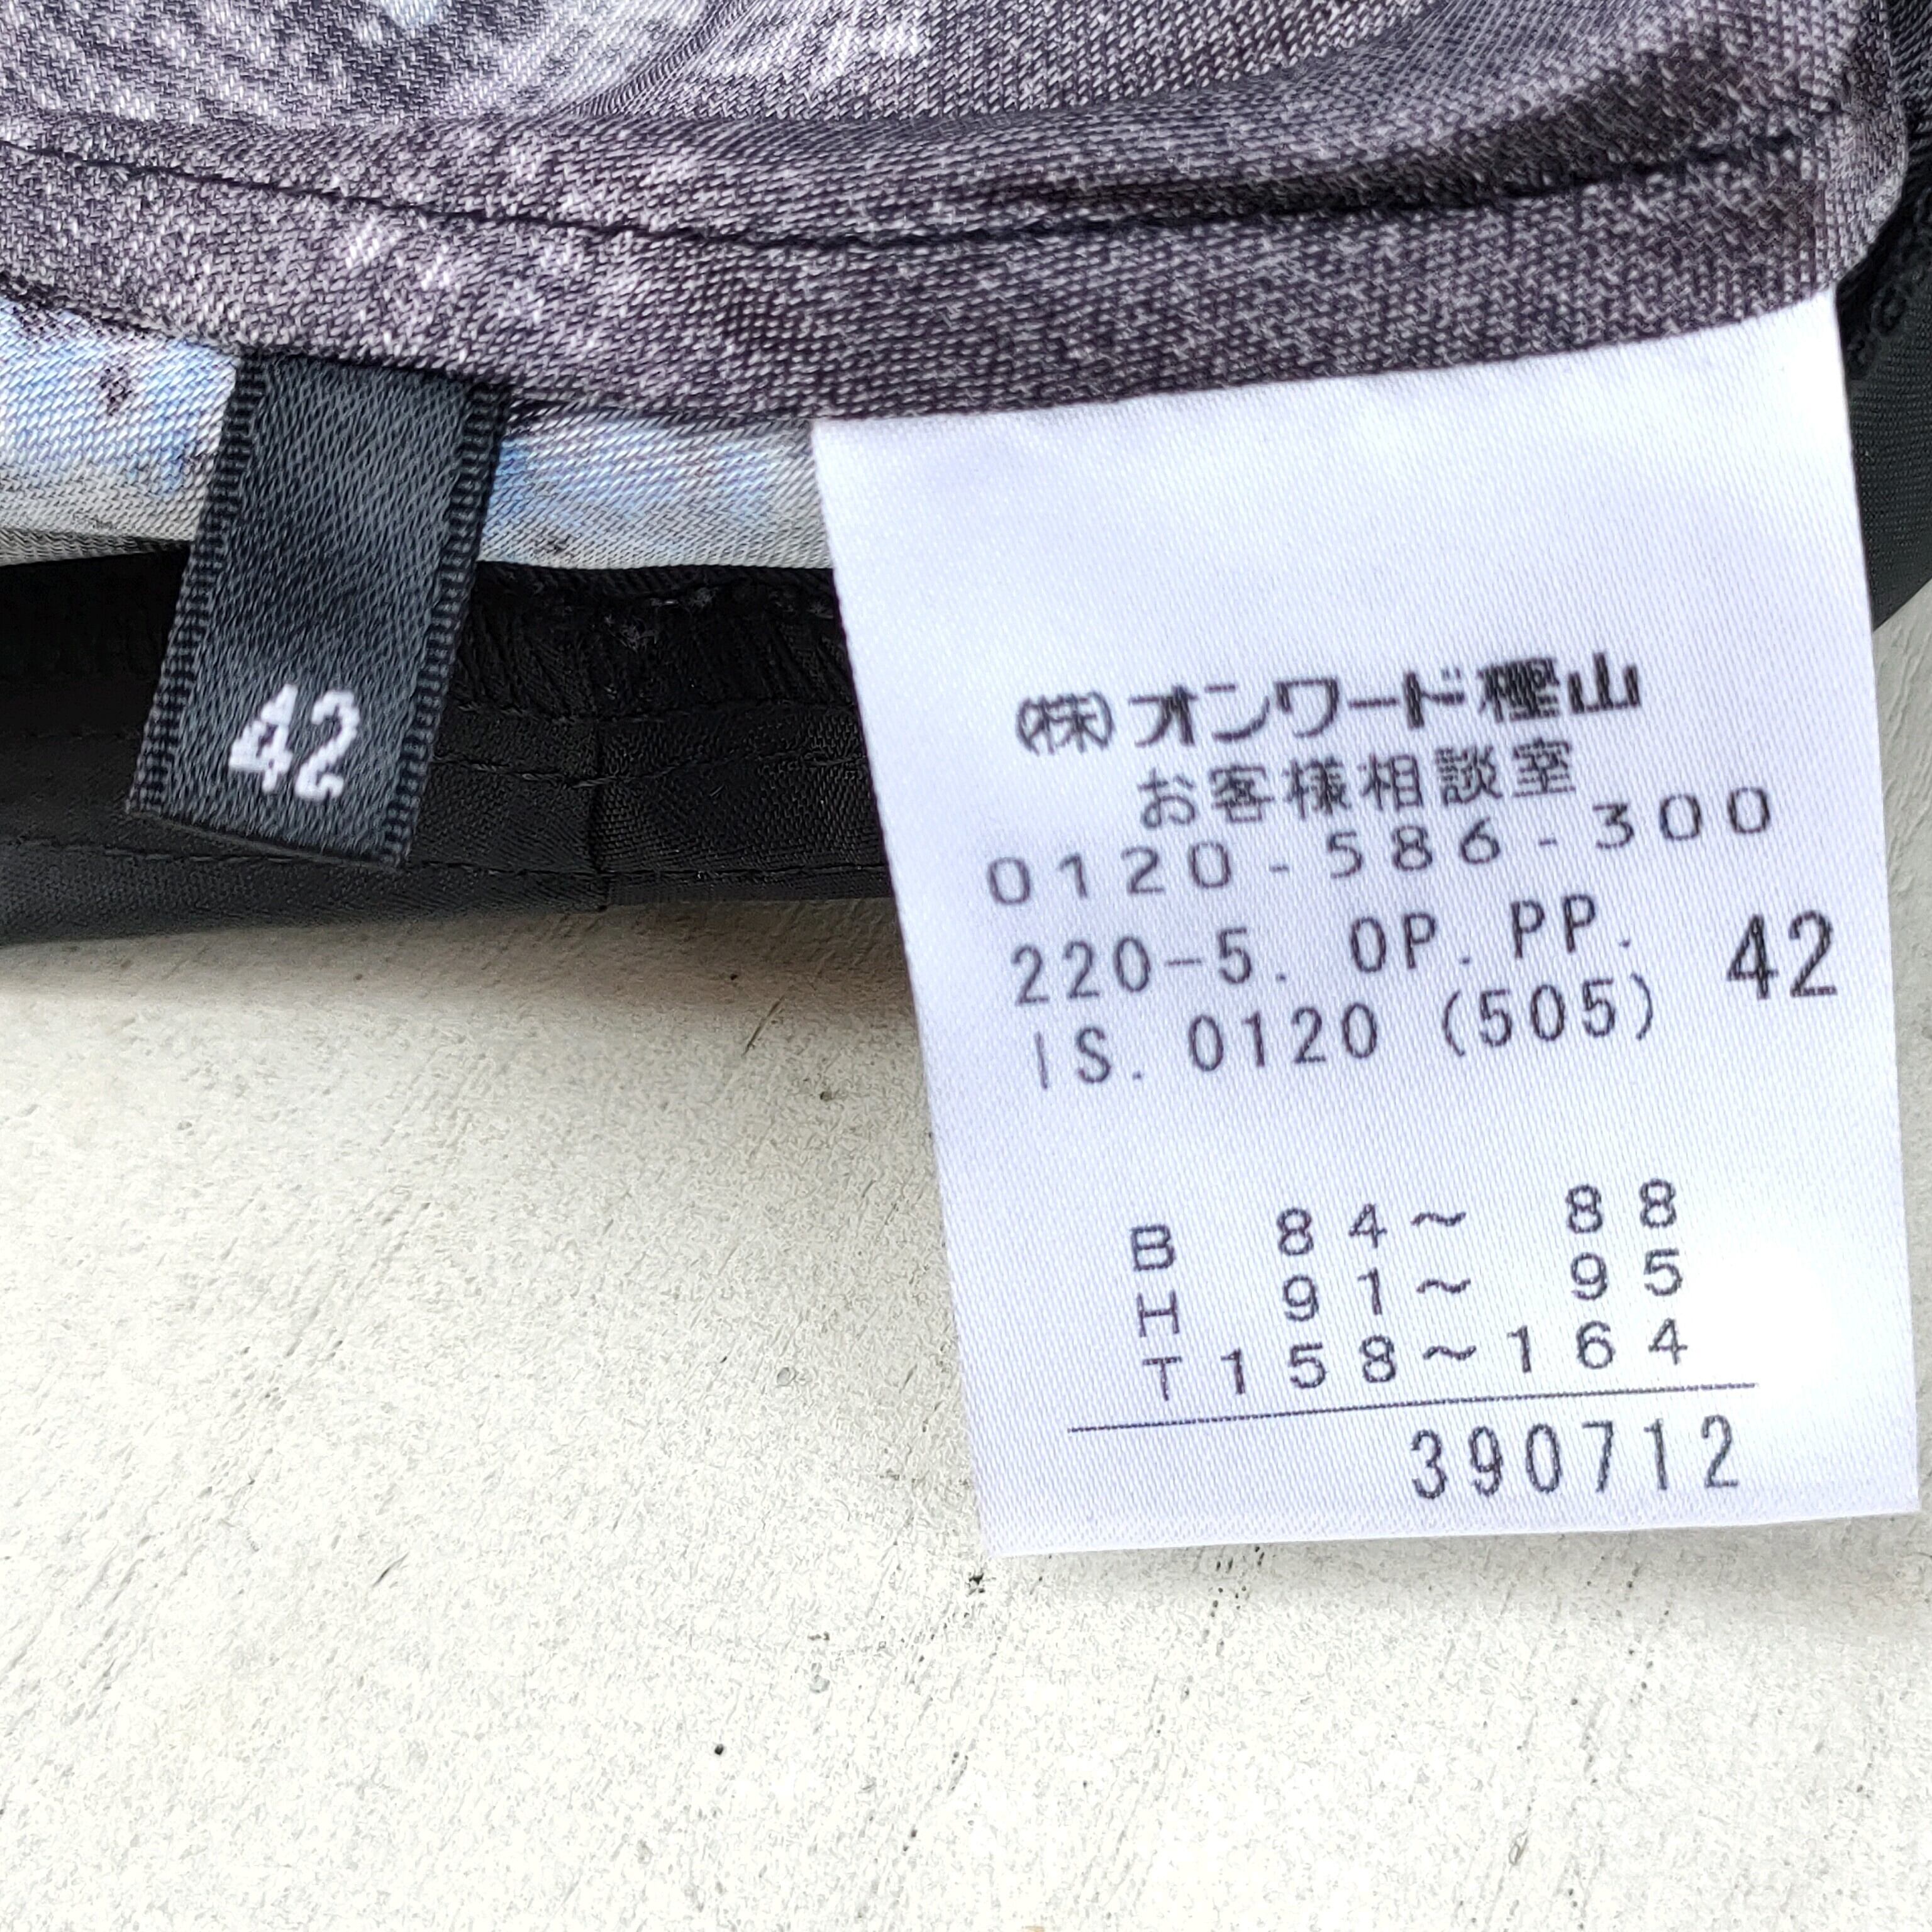 42
(株)オンワード樫山
お客様相談室
0120-586-300
220-5. OP. PP. 42
IS. 0120 (505)
B 84～ 88
H 91～ 95
T158～164
390712